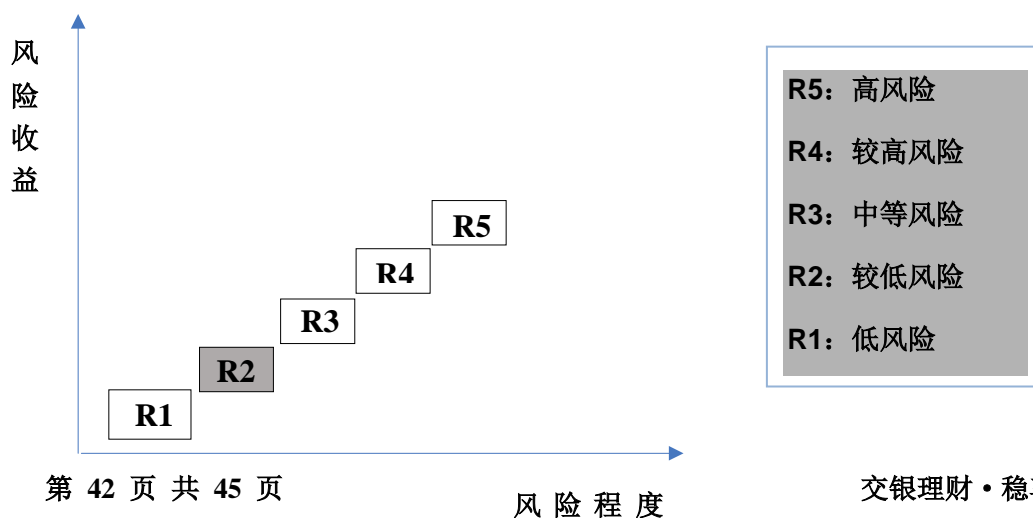 风
险
收
益
R5
R4
R3
R2
R1
R5：高风险
R4：较高风险
R3：中等风险
R2：较低风险
R1：低风险
第 42 页 共 45 页
风 险 程 度
交银理财·稳